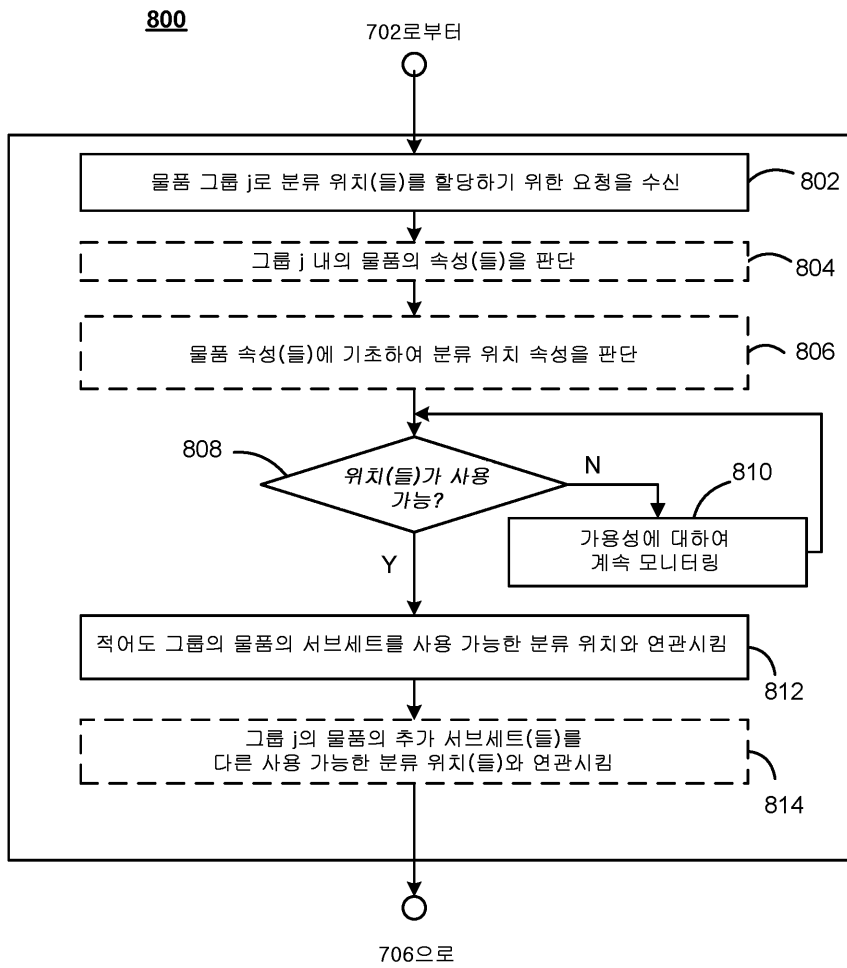 800
702로부터
물품 그룹 j로 분류 위치(들)를 할당하기 위한 요청을 수신
802
그룹 j 내의 물품의 속성(들)을 판단
804
물품 속성(들)에 기초하여 분류 위치 속성을 판단
806
808
위치(들)가 사용
가능?
N
810
가용성에 대하여
계속 모니터링
Y
적어도 그룹의 물품의 서브세트를 사용 가능한 분류 위치와 연관시킴
812
그룹 j의 물품의 추가 서브세트(들)를
다른 사용 가능한 분류 위치(들)와 연관시킴
814
706으로